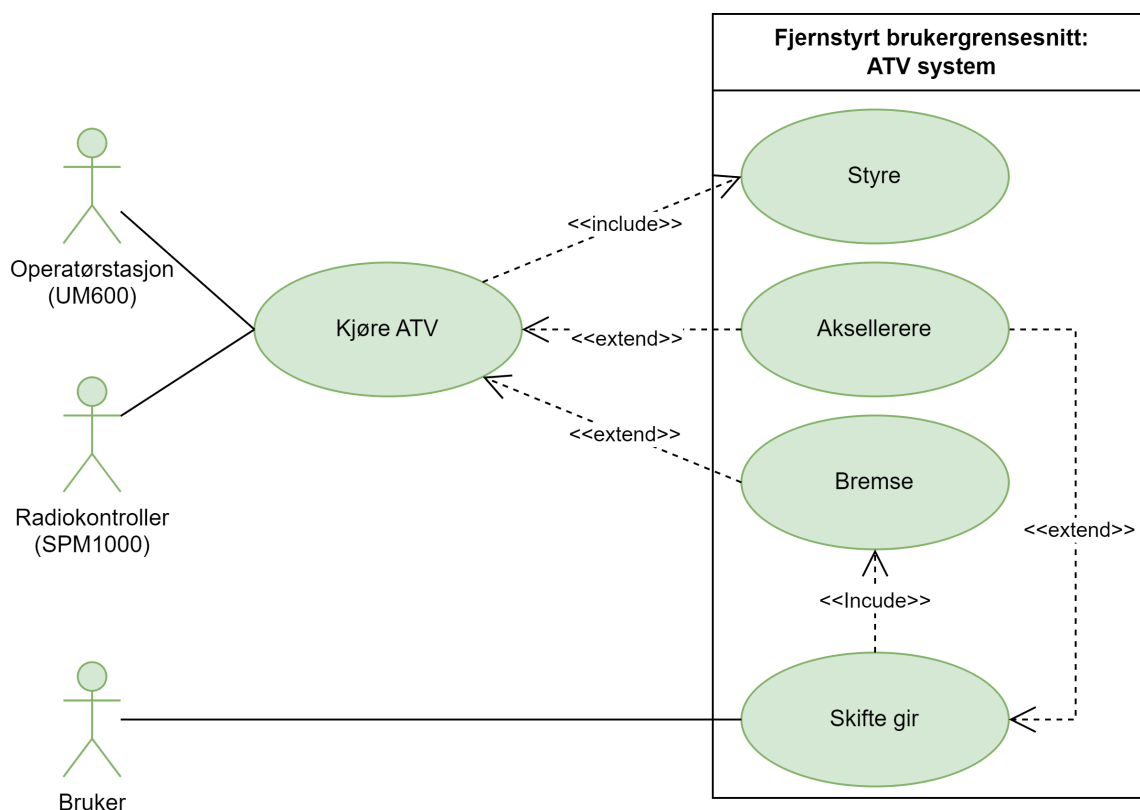 Fjernstyrt brukergrensesnitt:
ATV system
Styre
<<include>>
Operatørstasjon
(UM600)
Kjøre ATV
<<extend>>
Aksellerere
<<extend>>
Bremse
Radiokontroller
(SPM1000)
<<extend>>
<<Incude>>
Skifte gir
Bruker